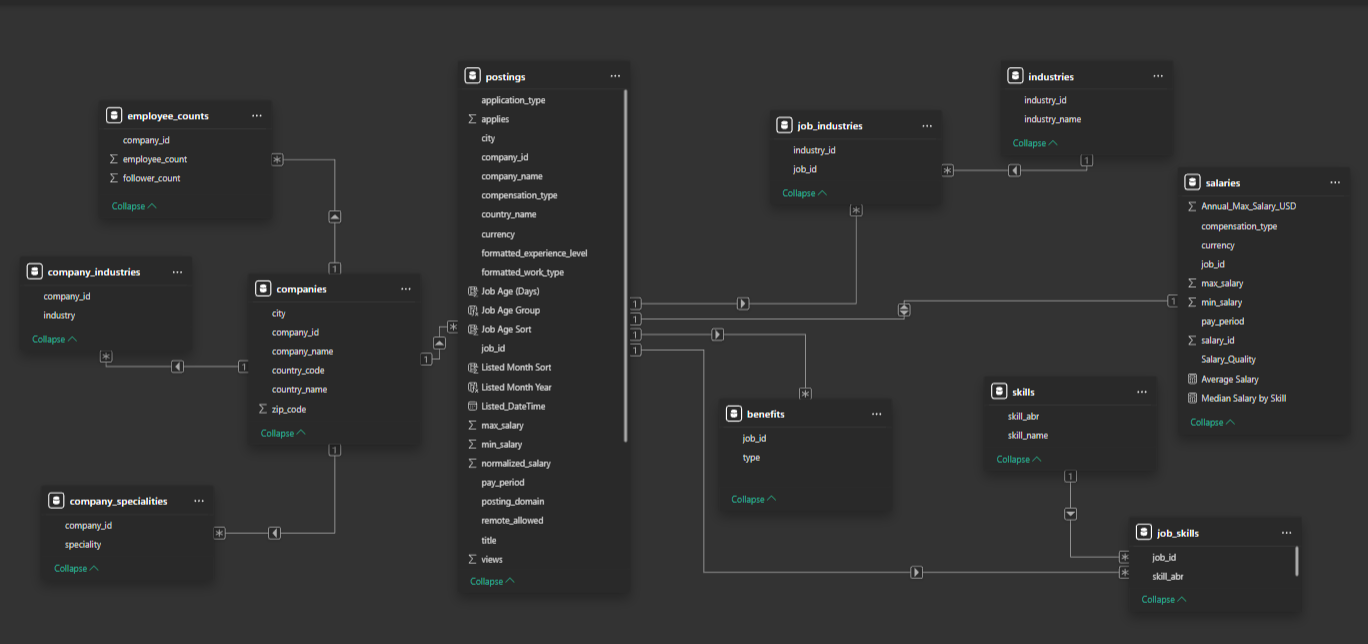 employee_counts
company_id
employee_count
follower_count
Collapse
company_industries
company_id
industry
Collapse
companies
city
company_id
company_name
country_code
country_name
zip_code
Collapse
company_specialities
company_id
speciality
Collapse
postings
application_type
applies
city
company_id
company_name
compensation_type
country_name
currency
formatted_experience_level
formatted_work_type
Job Age (Days)
Job Age Group
Job Age Sort
job_id
Listed Month Sort
Listed Month Year
Listed_DateTime
max_salary
min_salary
normalized_salary
pay_period
posting_domain
remote_allowed
title
views
Collapse
job_industries
industry_id
job_id
Collapse
industries
industry_id
industry_name
Collapse
benefits
job_id
type
Collapse
salaries
Annual_Max_Salary_USD
compensation_type
currency
job_id
max_salary
min_salary
pay_period
salary_id
Salary_Quality
Average Salary
Median Salary by Skill
Collapse
skills
skill_abr
skill_name
Collapse
job_skills
job_id
skill_abr
Collapse